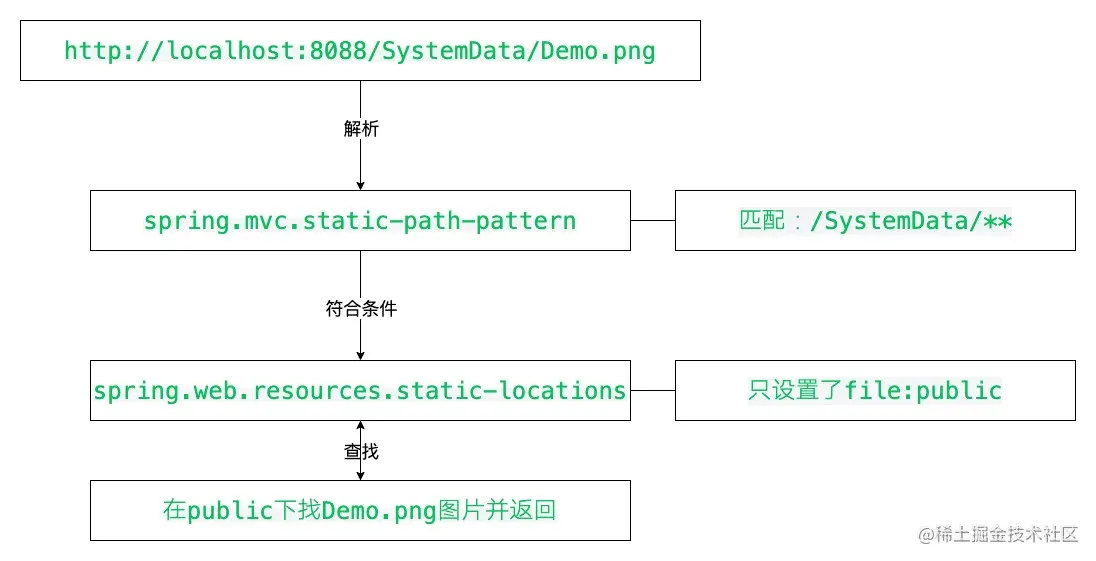 http://localhost:8088/SystemData/Demo.png
解析
spring.mvc.static-path-pattern
匹配：/SystemData/**
符合条件
spring.web.resources.static-locations
只设置了file:public
查找
在public下找Demo.png图片并返回
@稀土掘金技术社区